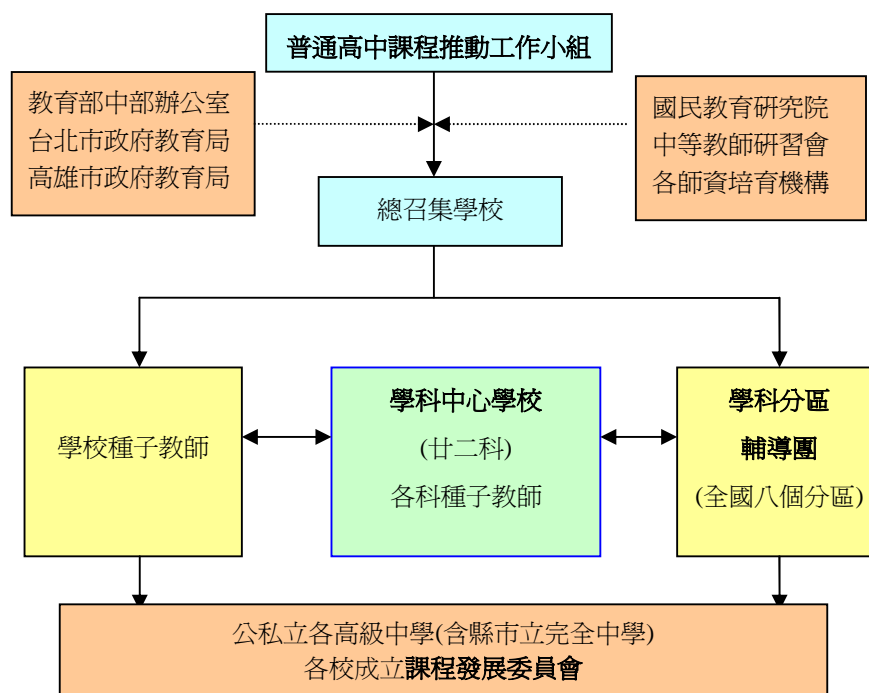 普通高中課程推動工作小組
教育部中部辦公室
台北市政府教育局
高雄市政府教育局
國民教育研究院
中等教師研習會
各師資培育機構
總召集學校
學校種子教師
學科中心學校
(廿二科)
各科種子教師
學科分區
輔導團
(全國八個分區)
公私立各高級中學(含縣市立完全中學)
各校成立課程發展委員會